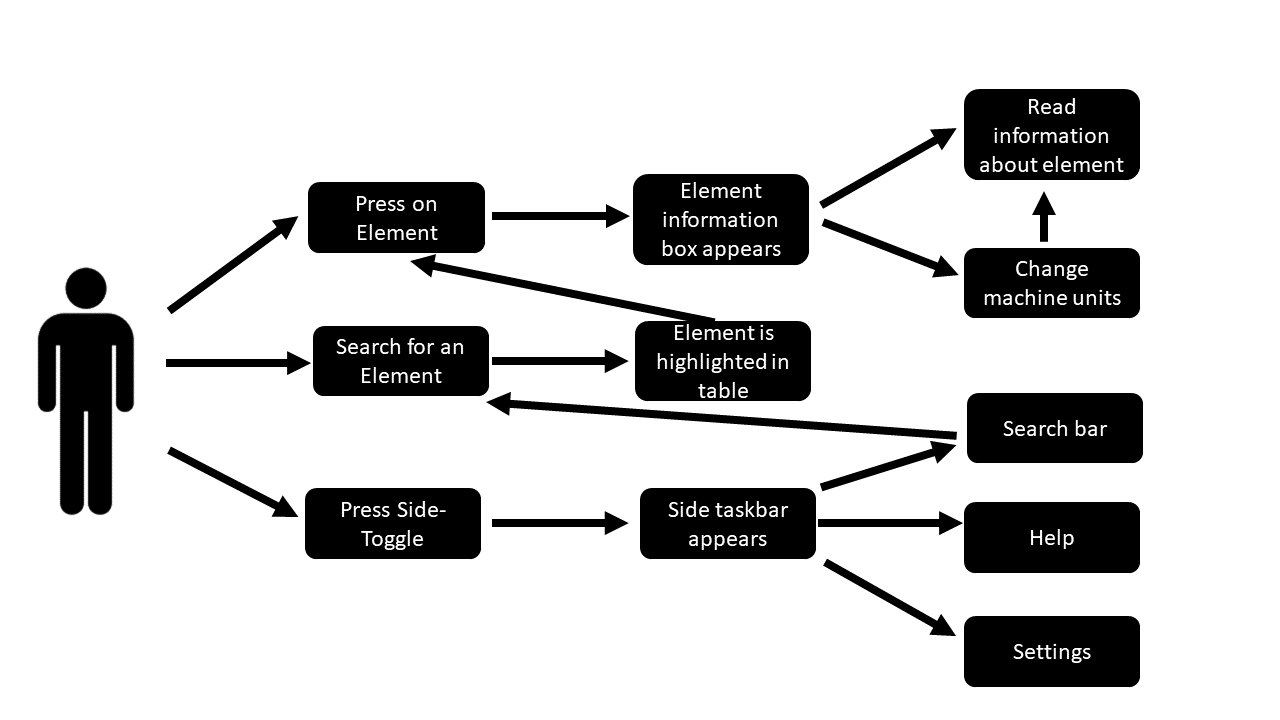 Read
information
about element
Press on
Element
Element
information
box appears
Change
machine units
Search for an
Element
Element is
highlighted in
table
Search bar
Press Side-
Toggle
Side taskbar
appears
Help
Settings